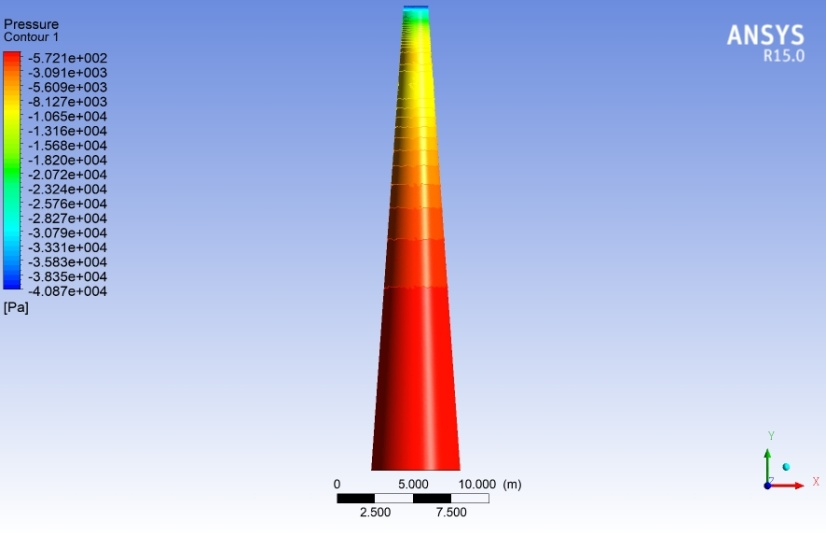 Pressure
Contour 1
-5.721e+002
-3.091e+003
-5.609e+003
-8.127e+003
-1.065e+004
-1.316e+004
-1.568e+004
-1.820e+004
-2.072e+004
-2.324e+004
-2.576e+004
-2.827e+004
-3.079e+004
-3.331e+004
-3.583e+004
-3.835e+004
-4.087e+004
[Pa]
ANSYS
R15.0
0 5.000 10.000 (m)
2.500 7.500
Y
Z X